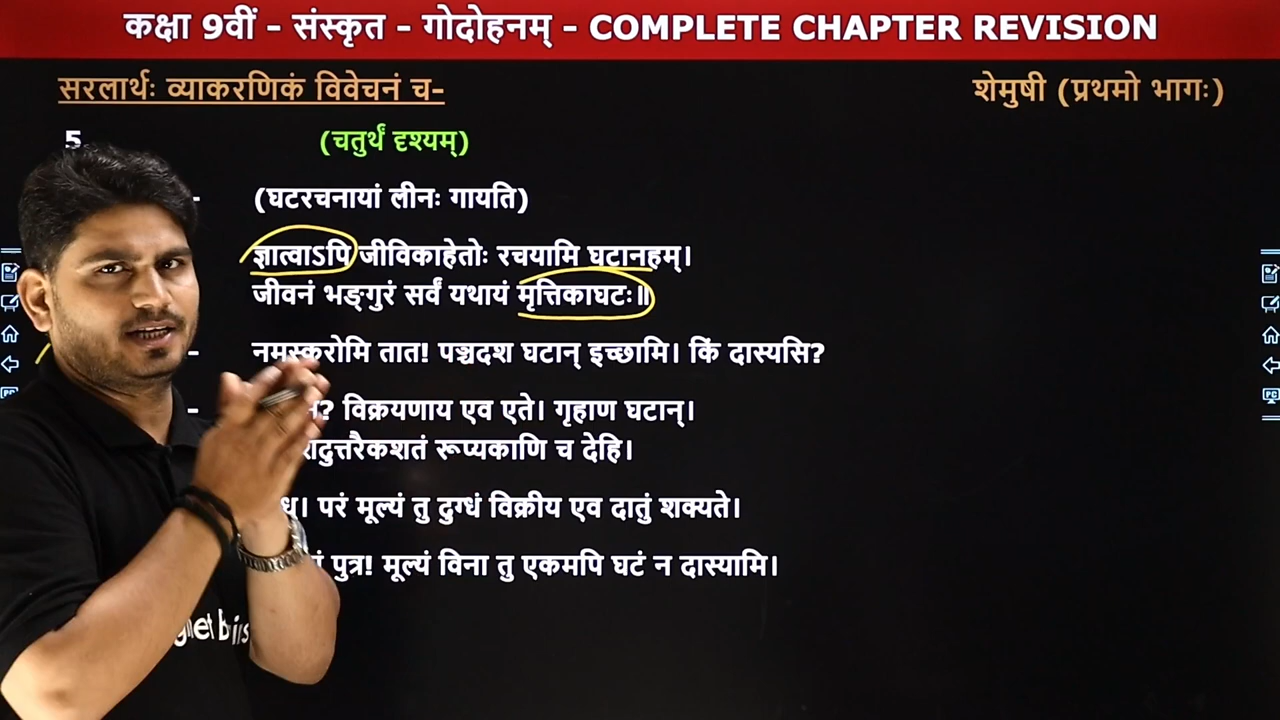 कक्षा 9वीं - संस्कृत - गोदोहनम् - COMPLETE CHAPTER REVISION
सरलार्थः व्याकरणिकं विवेचनं च-
शेमुषी (प्रथमो भागः)
5.
(चतुर्थं दृश्यम्)
- (घटरचनायां लीनः गायति)
ज्ञात्वाऽपि जीविकाहेतोः रचयामि घटानहम्।
जीवनं भङ्गुरं सर्वं यथायं मृत्तिकाघटः॥
- नमस्करोमि तात! पञ्चदश घटान् इच्छामि। किं दास्यसि?
- विक्रयणाय एव एते। गृहाण घटान्।
रूप्यकाणि च देहि।
परं मूल्यं तु दुग्धं विक्रीय एव दातुं शक्यते।
पुत्र! मूल्यं विना तु एकमपि घटं न दास्यामि।